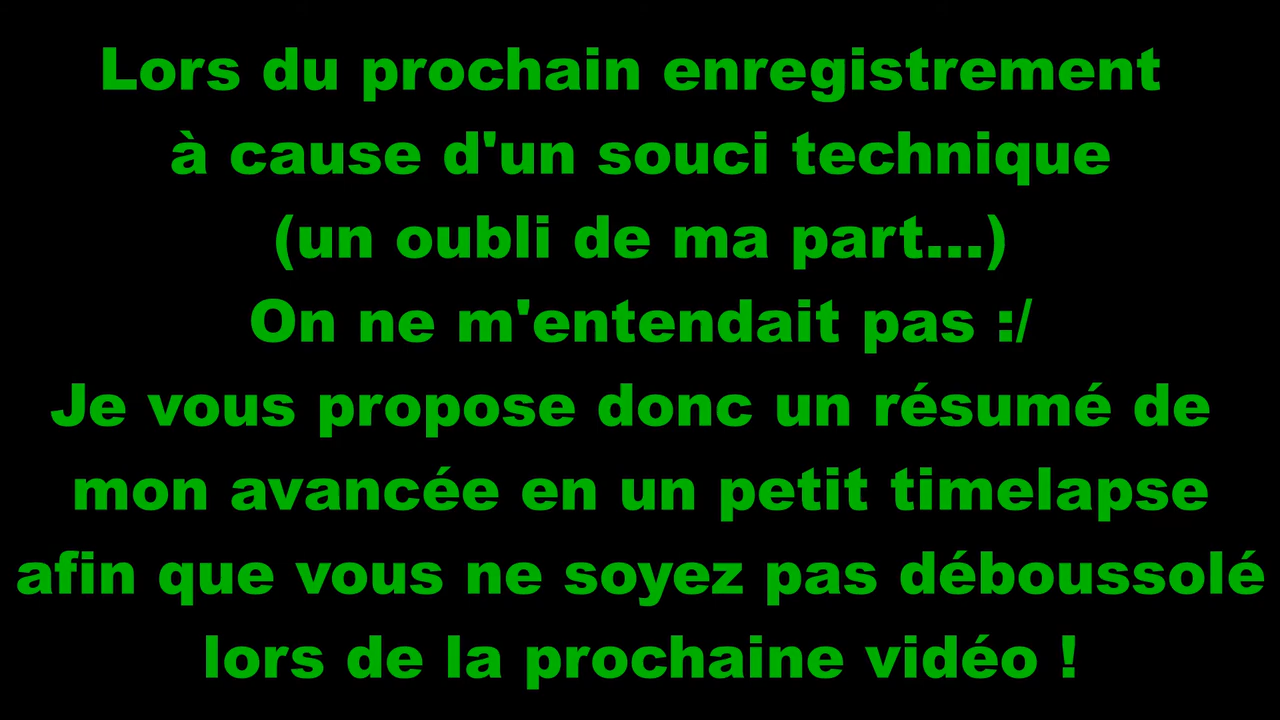 Lors du prochain enregistrement
à cause d'un souci technique
(un oubli de ma part...)
On ne m'entendait pas :/
Je vous propose donc un résumé de
mon avancée en un petit timelapse
afin que vous ne soyez pas déboussolé
lors de la prochaine vidéo !